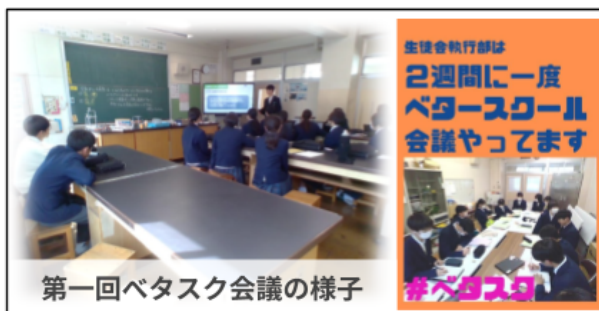 第一回ベタスク会議の様子
生徒会執行部は
2週間に一度
ベタースクール
会議やってます
#ベタスク